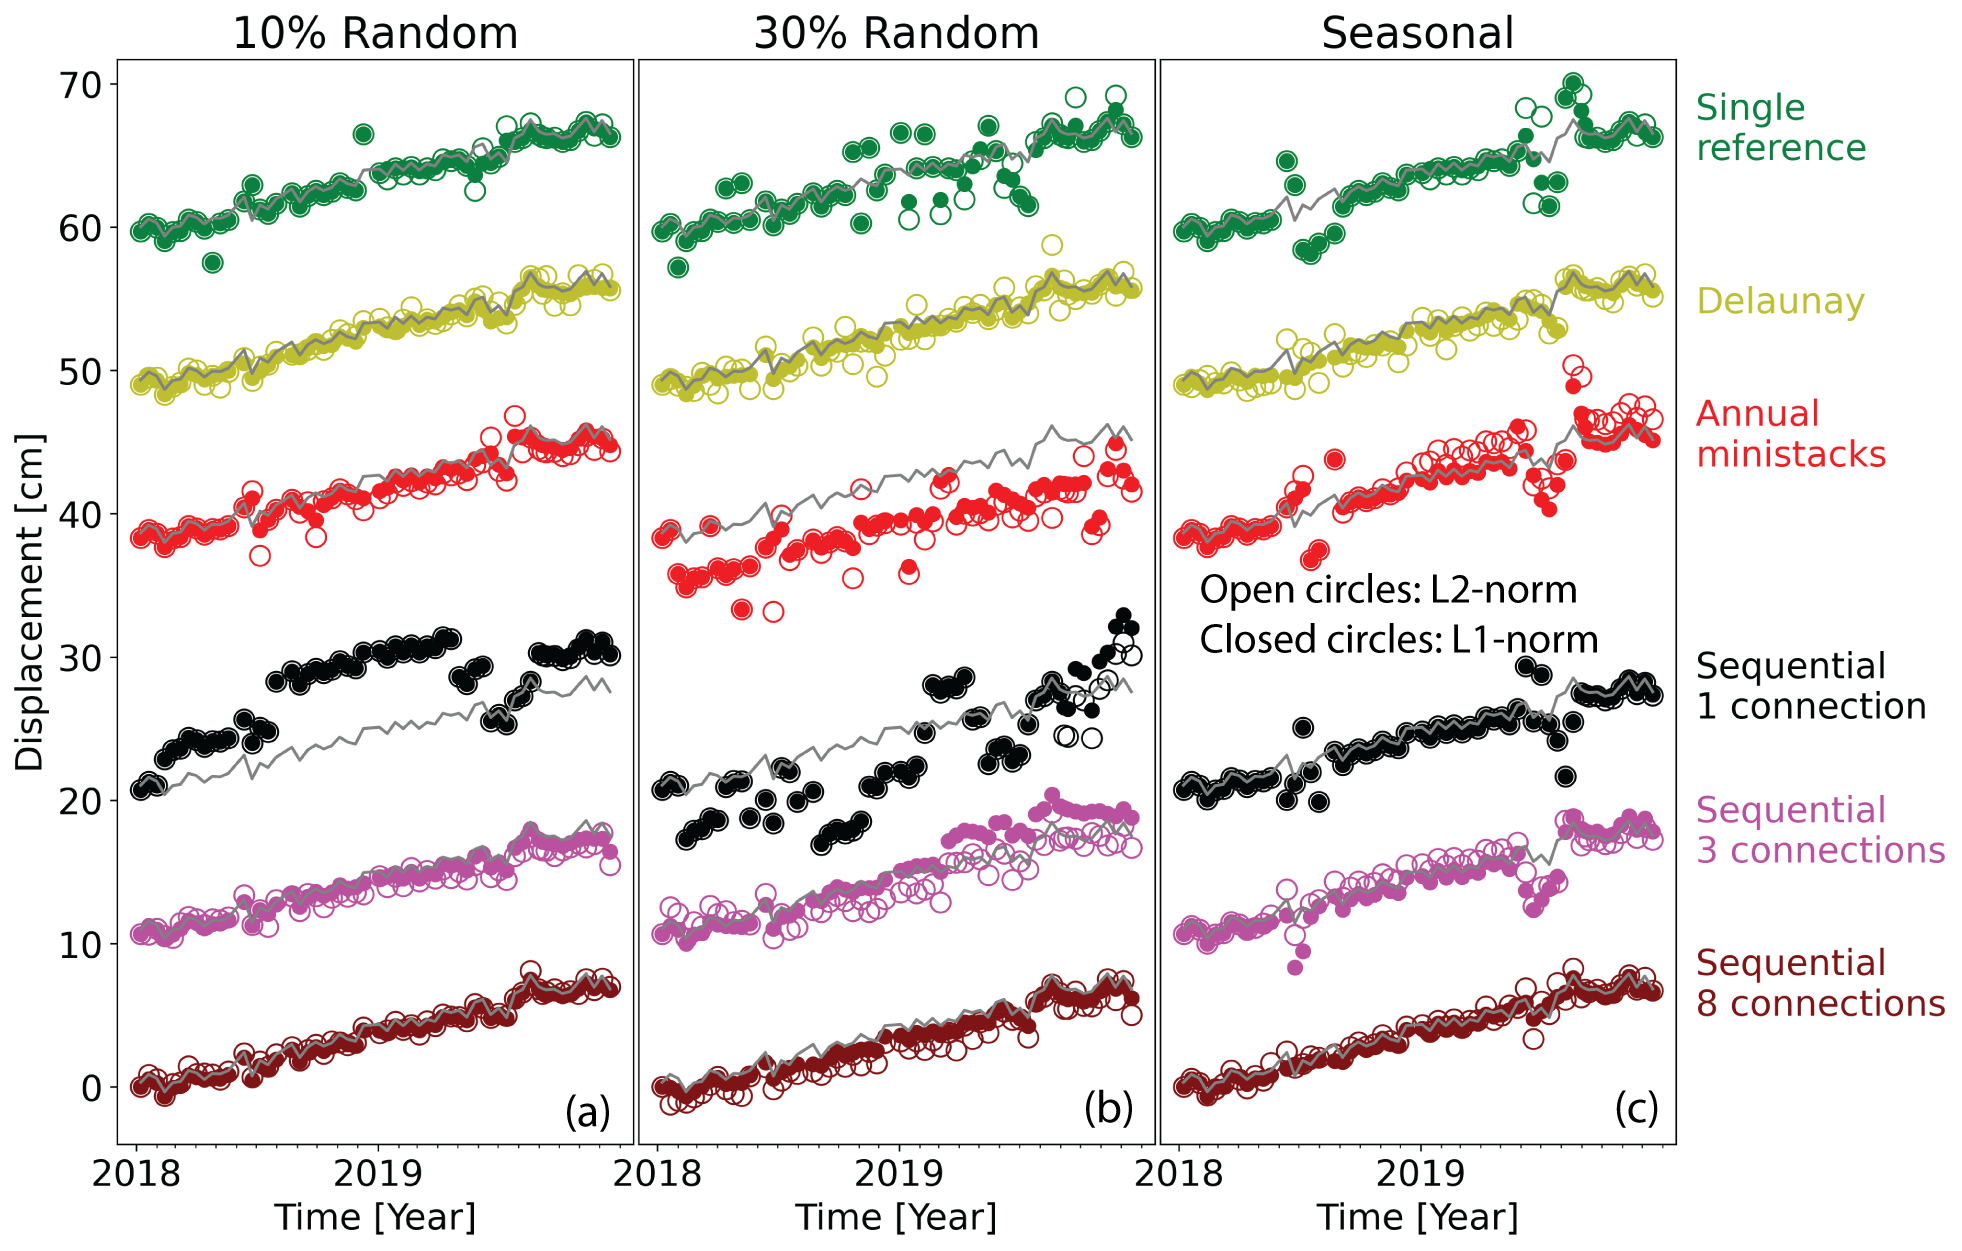 10% Random
30% Random
Seasonal
Displacement [cm]
70
60
50
40
30
20
10
0
Single
reference
Delaunay
Annual
ministacks
Open circles: L2-norm
Closed circles: L1-norm
Sequential
1 connection
Sequential
3 connections
Sequential
8 connections
(a)
(b)
(c)
2018
2019
2018
2019
2018
2019
Time [Year]
Time [Year]
Time [Year]